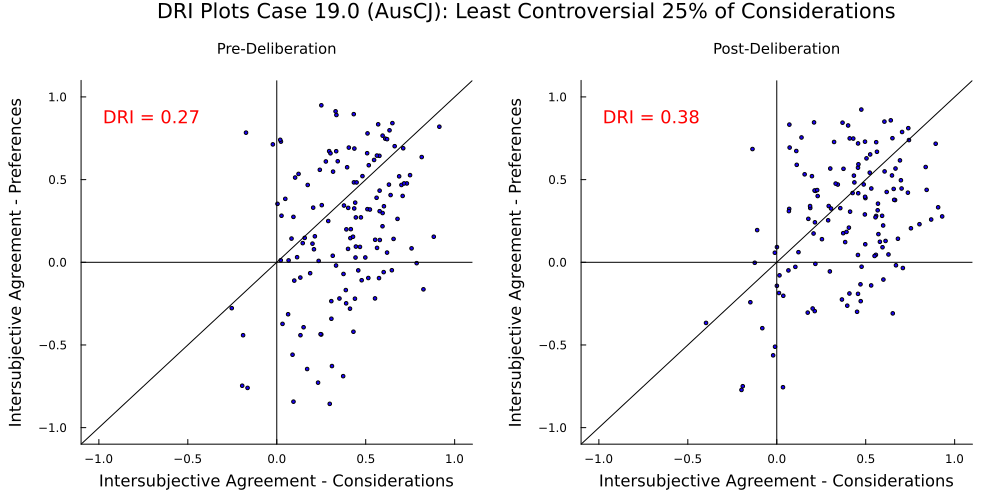 DRI Plots Case 19.0 (AusCJ): Least Controversial 25% of Considerations
Pre-Deliberation
DRI = 0.27
Intersubjective Agreement - Preferences
1.0
0.5
0.0
−0.5
−1.0
−1.0 −0.5 0.0 0.5 1.0
Intersubjective Agreement - Considerations
Post-Deliberation
DRI = 0.38
Intersubjective Agreement - Preferences
1.0
0.5
0.0
−0.5
−1.0
−1.0 −0.5 0.0 0.5 1.0
Intersubjective Agreement - Considerations